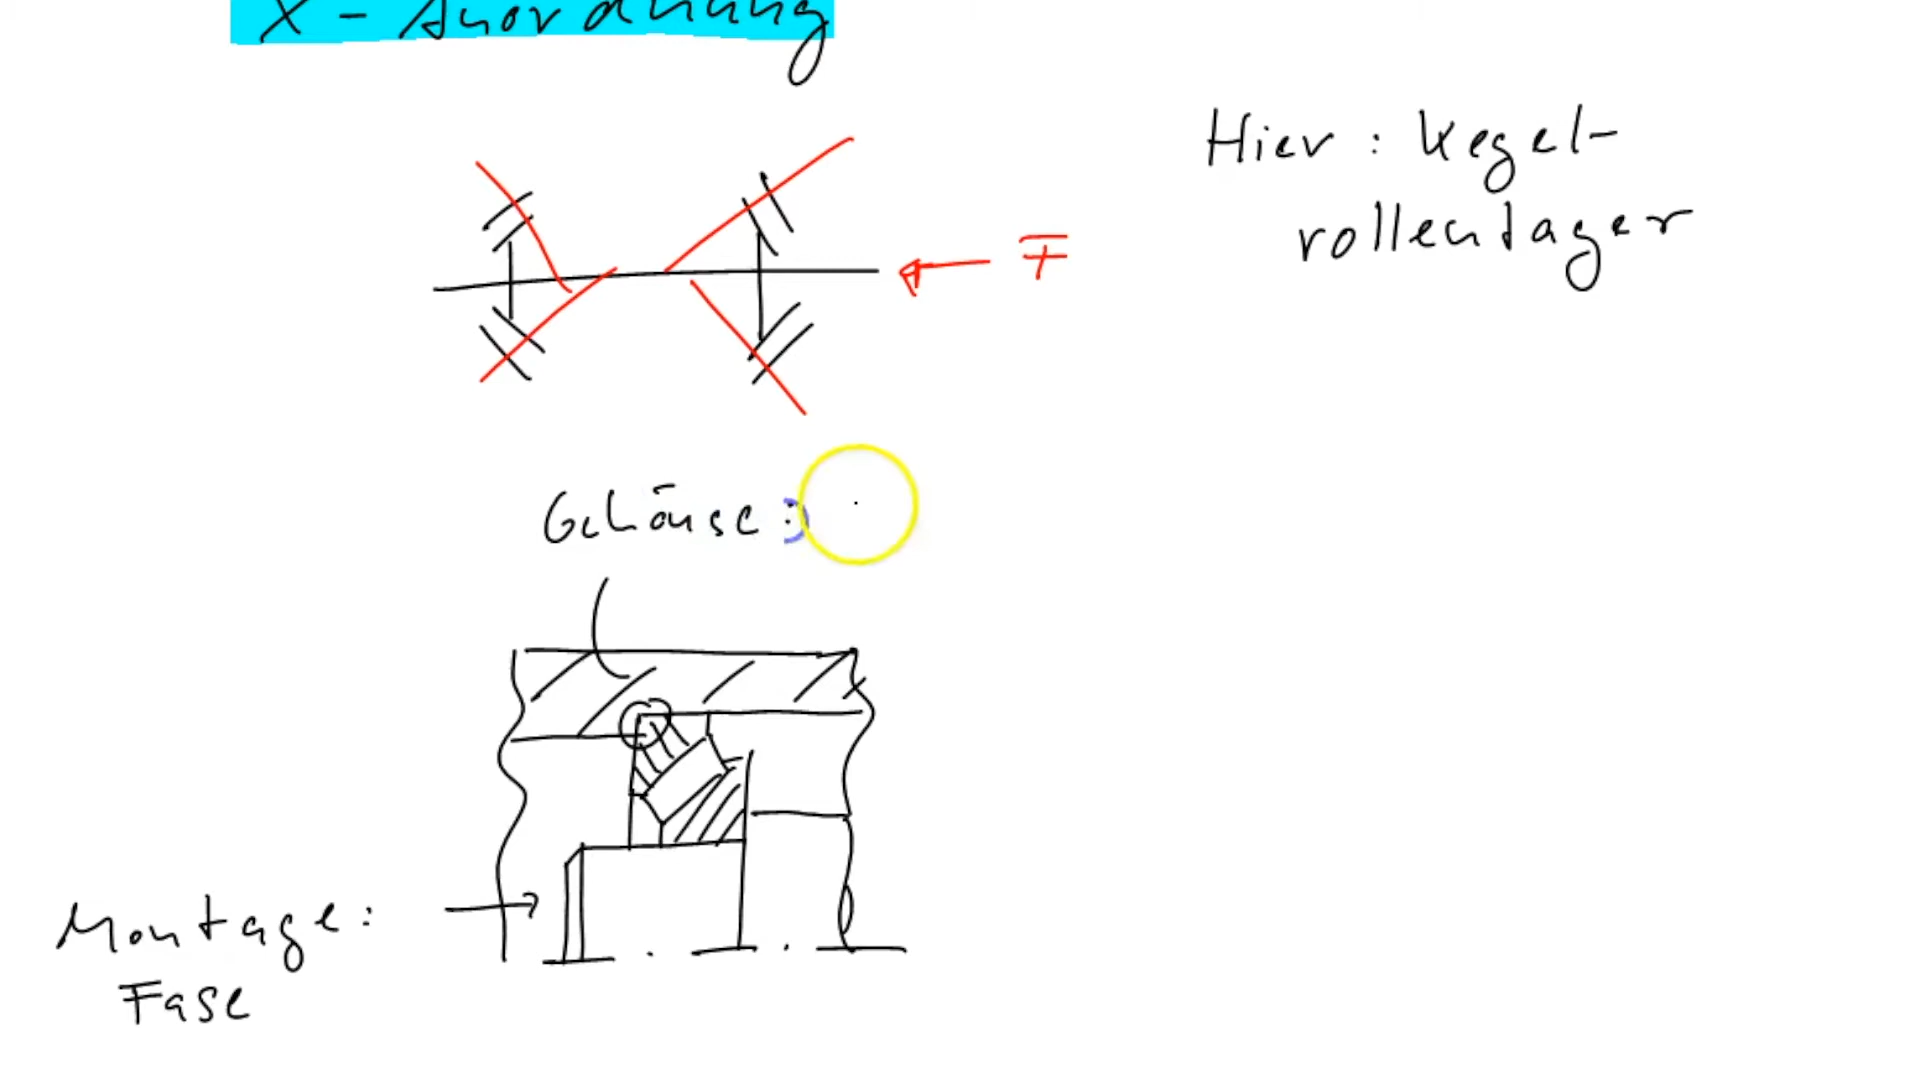 X - Anordnung
Hier : Kegel-
rollenlager
F
Gehäuse :
Montage :
Fase